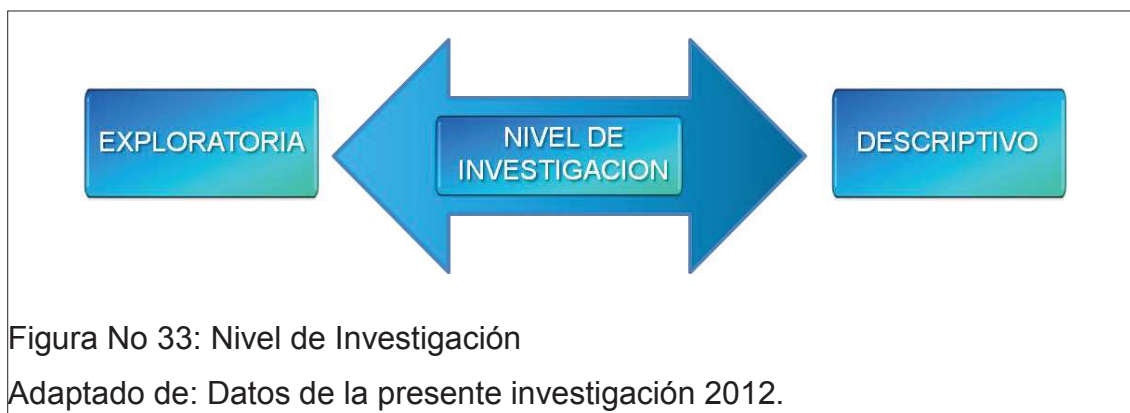 EXPLORATORIA
NIVEL DE
INVESTIGACION
DESCRIPTIVO
Figura No 33: Nivel de Investigación
Adaptado de: Datos de la presente investigación 2012.